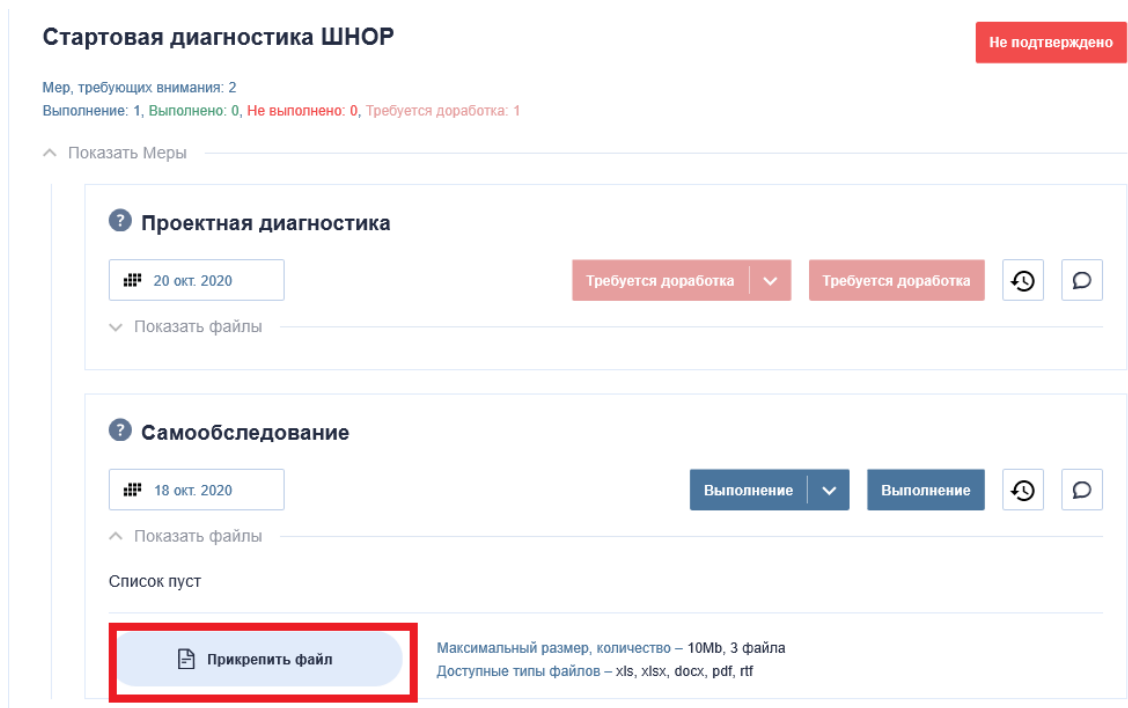 Стартовая диагностика ШНОР
Не подтверждено
Мер, требующих внимания: 2
Выполнение: 1, Выполнено: 0, Не выполнено: 0, Требуется доработка: 1
Показать Меры
? Проектная диагностика
20 окт. 2020
Требуется доработка
Требуется доработка
Показать файлы
? Самообследование
18 окт. 2020
Выполнение
Выполнение
Показать файлы
Список пуст
Прикрепить файл
Максимальный размер, количество – 10Mb, 3 файла
Доступные типы файлов – xls, xlsx, docx, pdf, rtf